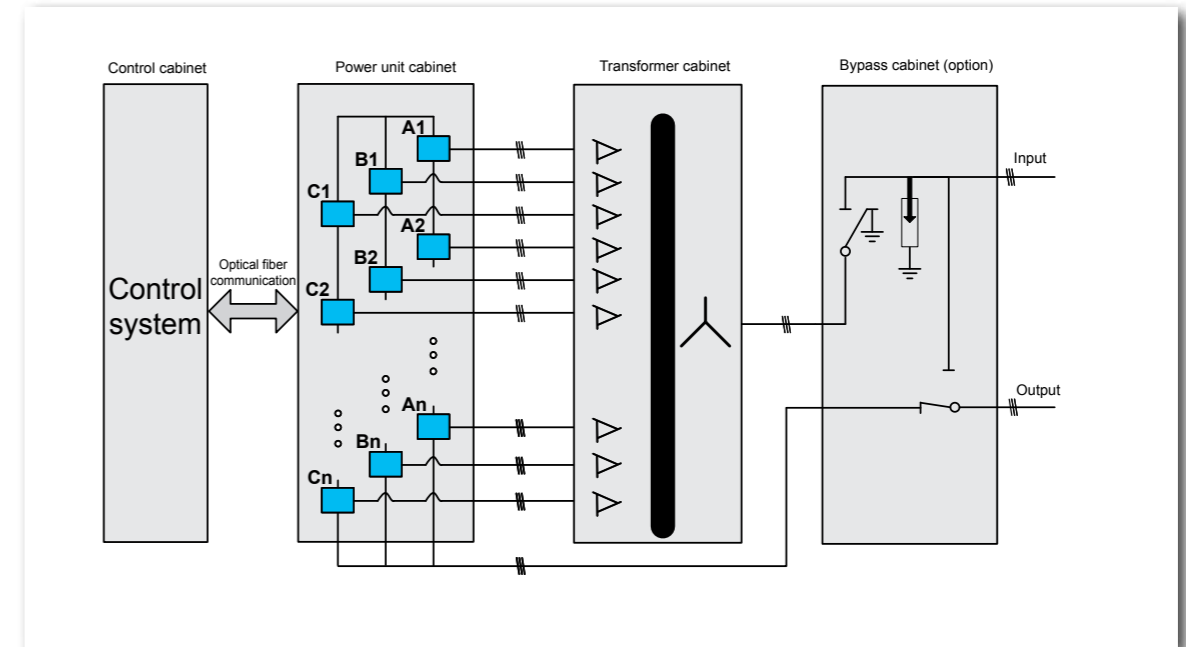 Control cabinet
Power unit cabinet
Transformer cabinet
Bypass cabinet (option)
A1
B1
C1
A2
B2
C2
Input
Optical fiber
communication
Control
system
An
Bn
Cn
Output